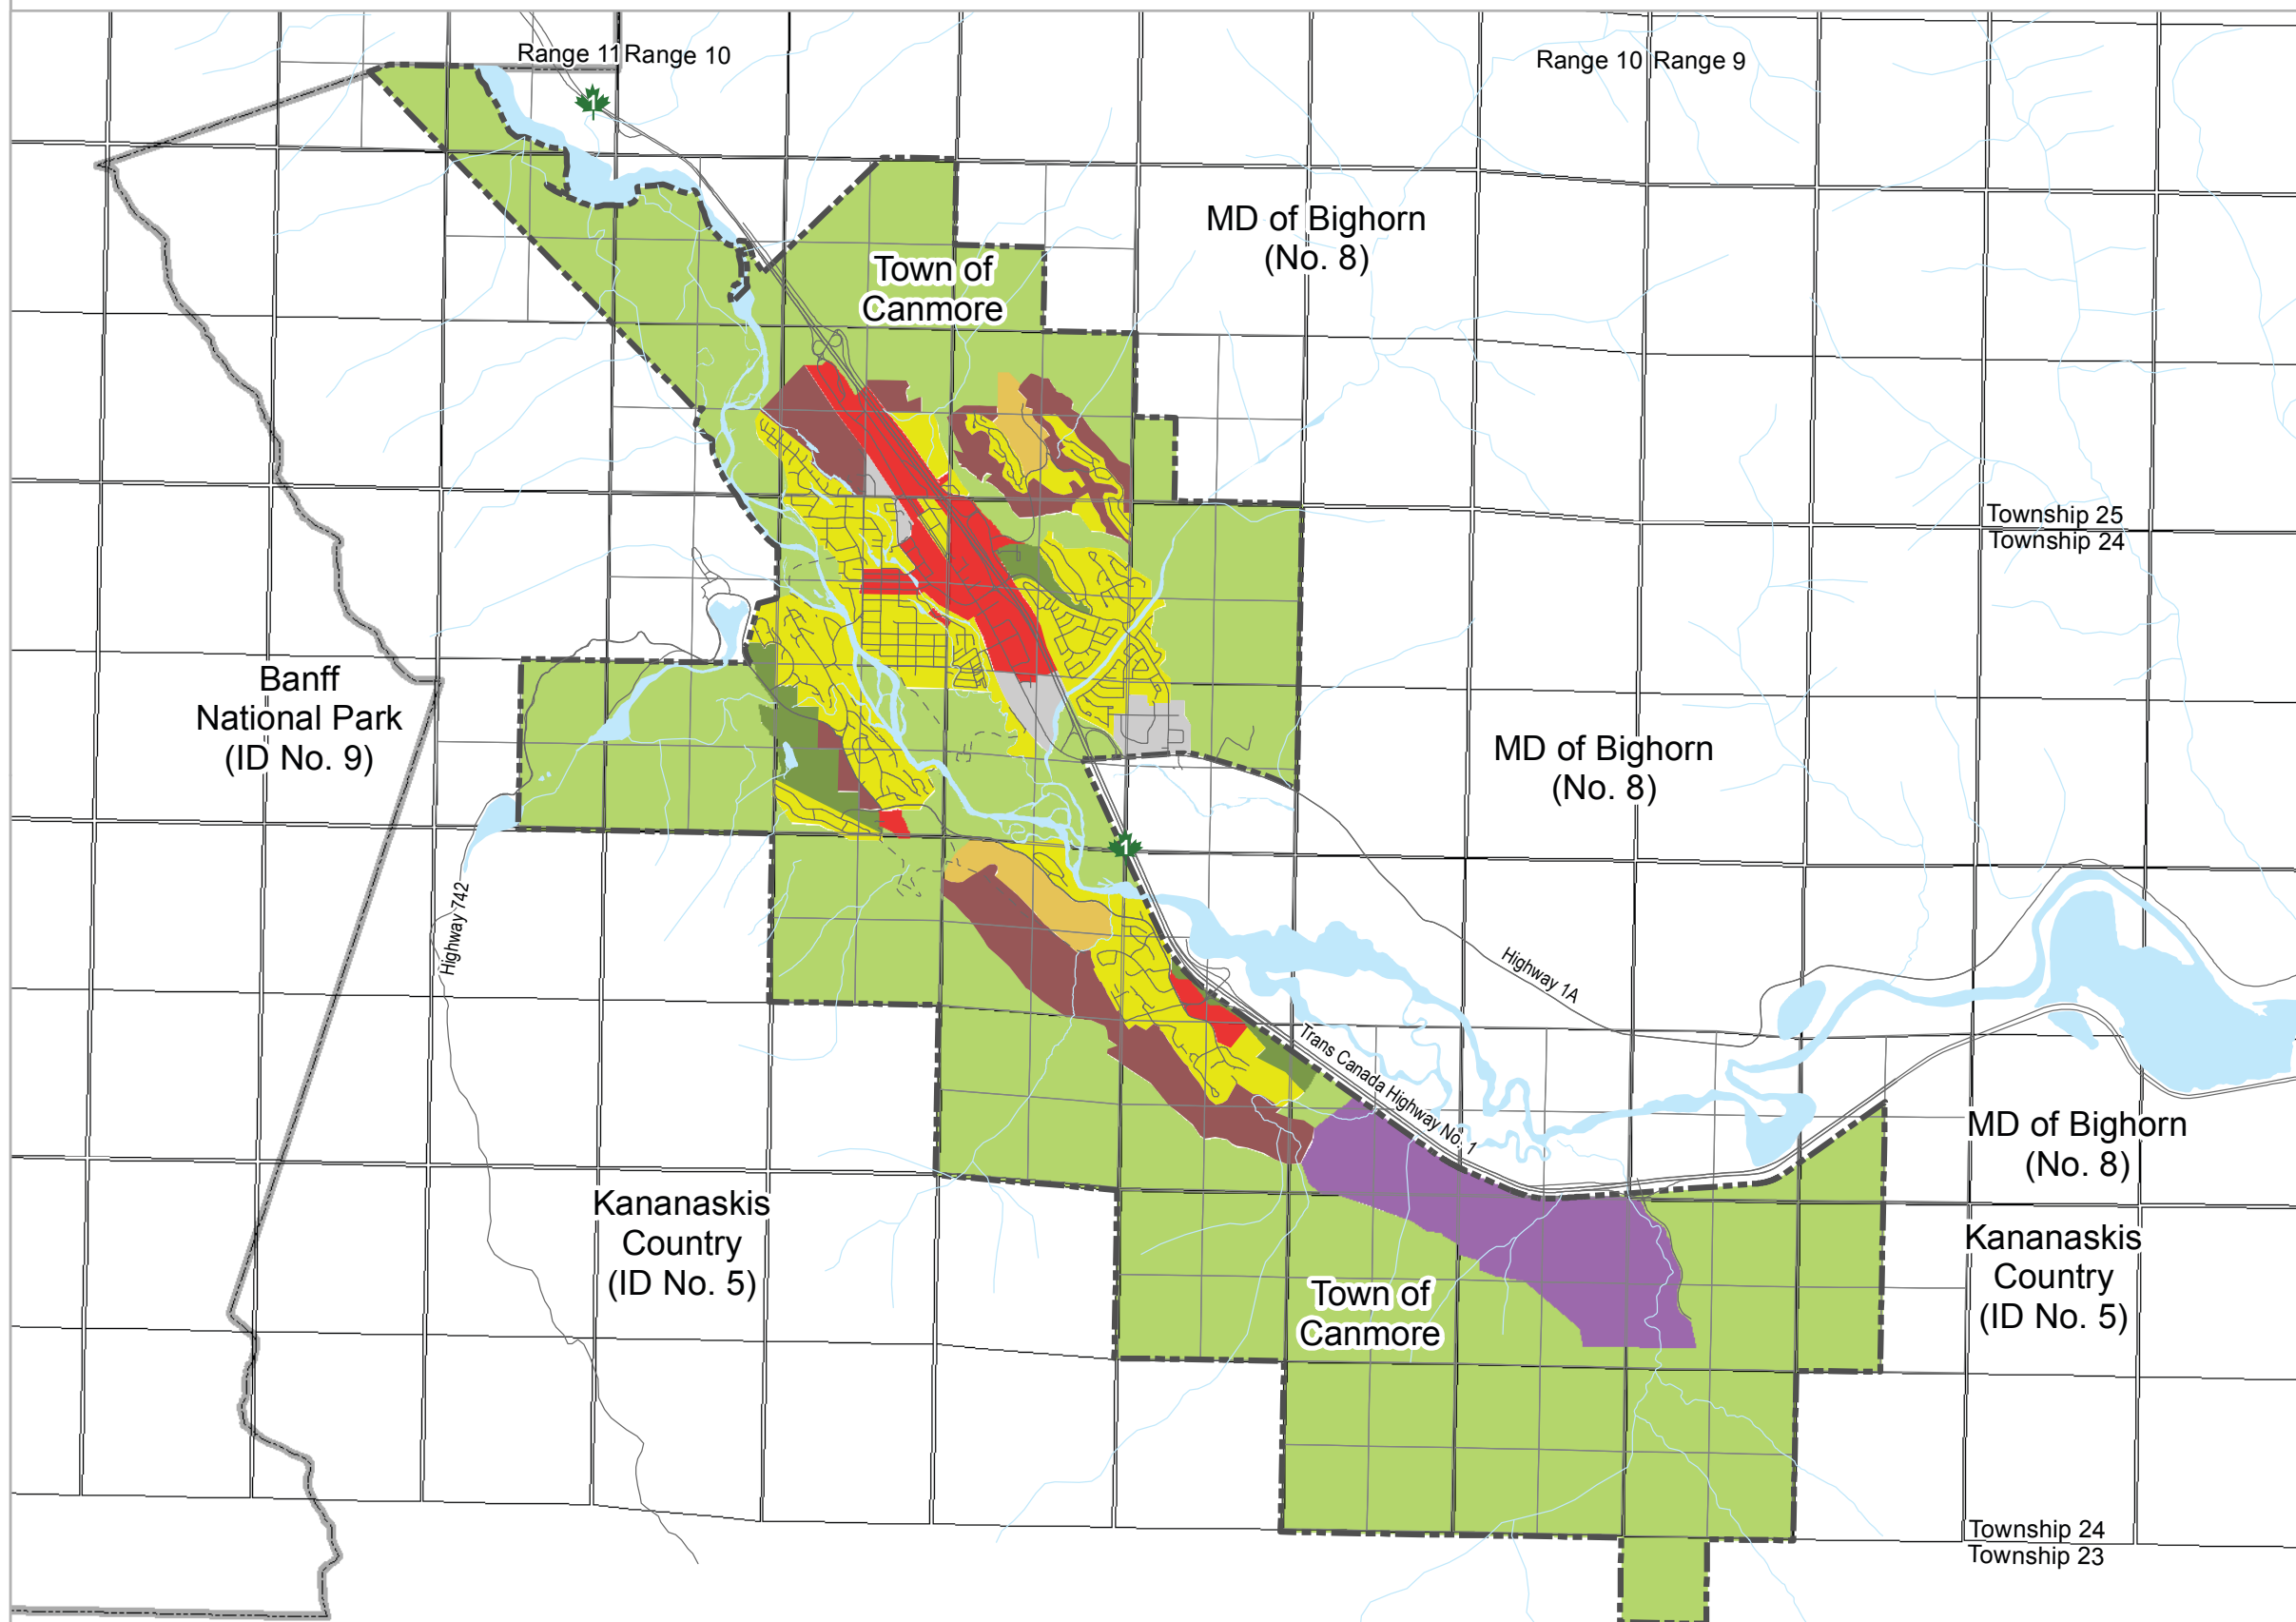 Range 11 Range 10
Range 10 Range 9
1
MD of Bighorn
(No. 8)
Town of
Canmore
Township 25
Township 24
Banff
National Park
(ID No. 9)
MD of Bighorn
(No. 8)
1
Highway 742
Highway 1A
Trans Canada Highway No. 1
MD of Bighorn
(No. 8)
Kananaskis
Country
(ID No. 5)
Kananaskis
Country
(ID No. 5)
Town of
Canmore
Township 24
Township 23